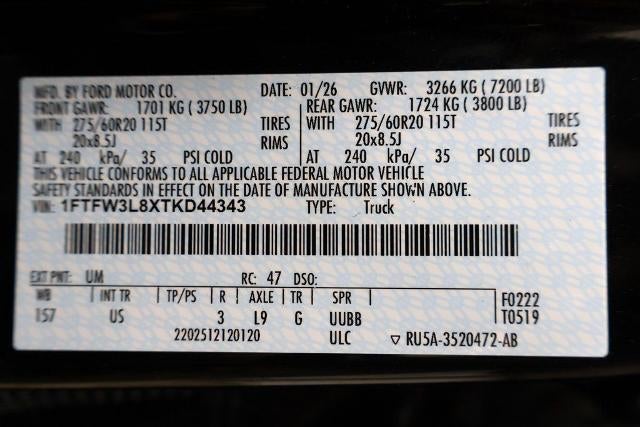 MFD. BY FORD MOTOR CO. DATE: 01/26 GVWR: 3266 KG ( 7200 LB)
FRONT GAWR: 1701 KG ( 3750 LB) REAR GAWR: 1724 KG ( 3800 LB)
WITH 275/60R20 115T TIRES WITH 275/60R20 115T TIRES
20x8.5J RIMS 20x8.5J RIMS
AT 240 kPa/ 35 PSI COLD AT 240 kPa/ 35 PSI COLD
THIS VEHICLE CONFORMS TO ALL APPLICABLE FEDERAL MOTOR VEHICLE
SAFETY STANDARDS IN EFFECT ON THE DATE OF MANUFACTURE SHOWN ABOVE.
VIN: 1FTFW3L8XTKD44343 TYPE: Truck
EXT PNT: UM RC: 47 DSO:
WB INT TR TP/PS R AXLE TR SPR F0222
157 US 3 L9 G UUBB T0519
2202512120120 ULC ▽ RU5A-3520472-AB